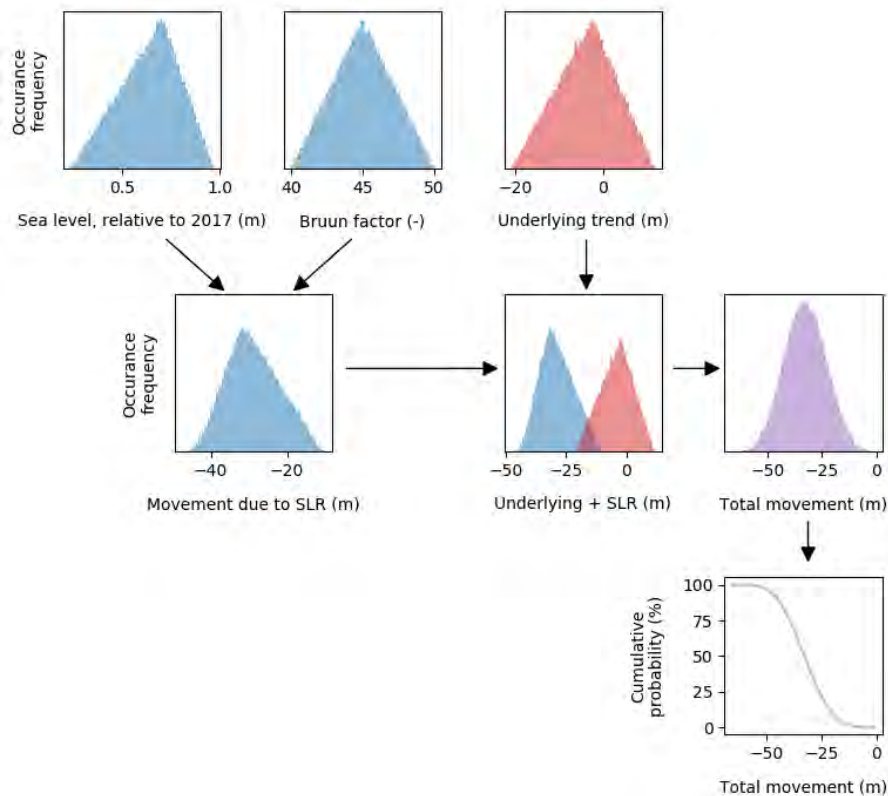 Occurance
frequency
0.5 1.0
40 45 50
−20 0
Sea level, relative to 2017 (m)
Bruun factor (-)
Underlying trend (m)
Occurance
frequency
−40 −20
−50 −25 0
−50 −25 0
Movement due to SLR (m)
Underlying + SLR (m)
Total movement (m)
Cumulative
probability (%)
100
75
50
25
0
−50 −25 0
Total movement (m)